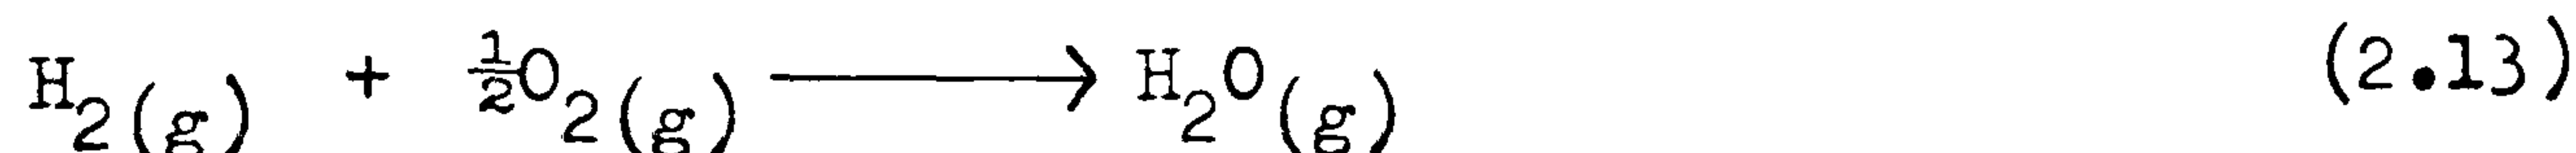 H₂(g) + ½O₂(g) ⟶ H₂O(g) (2.13)